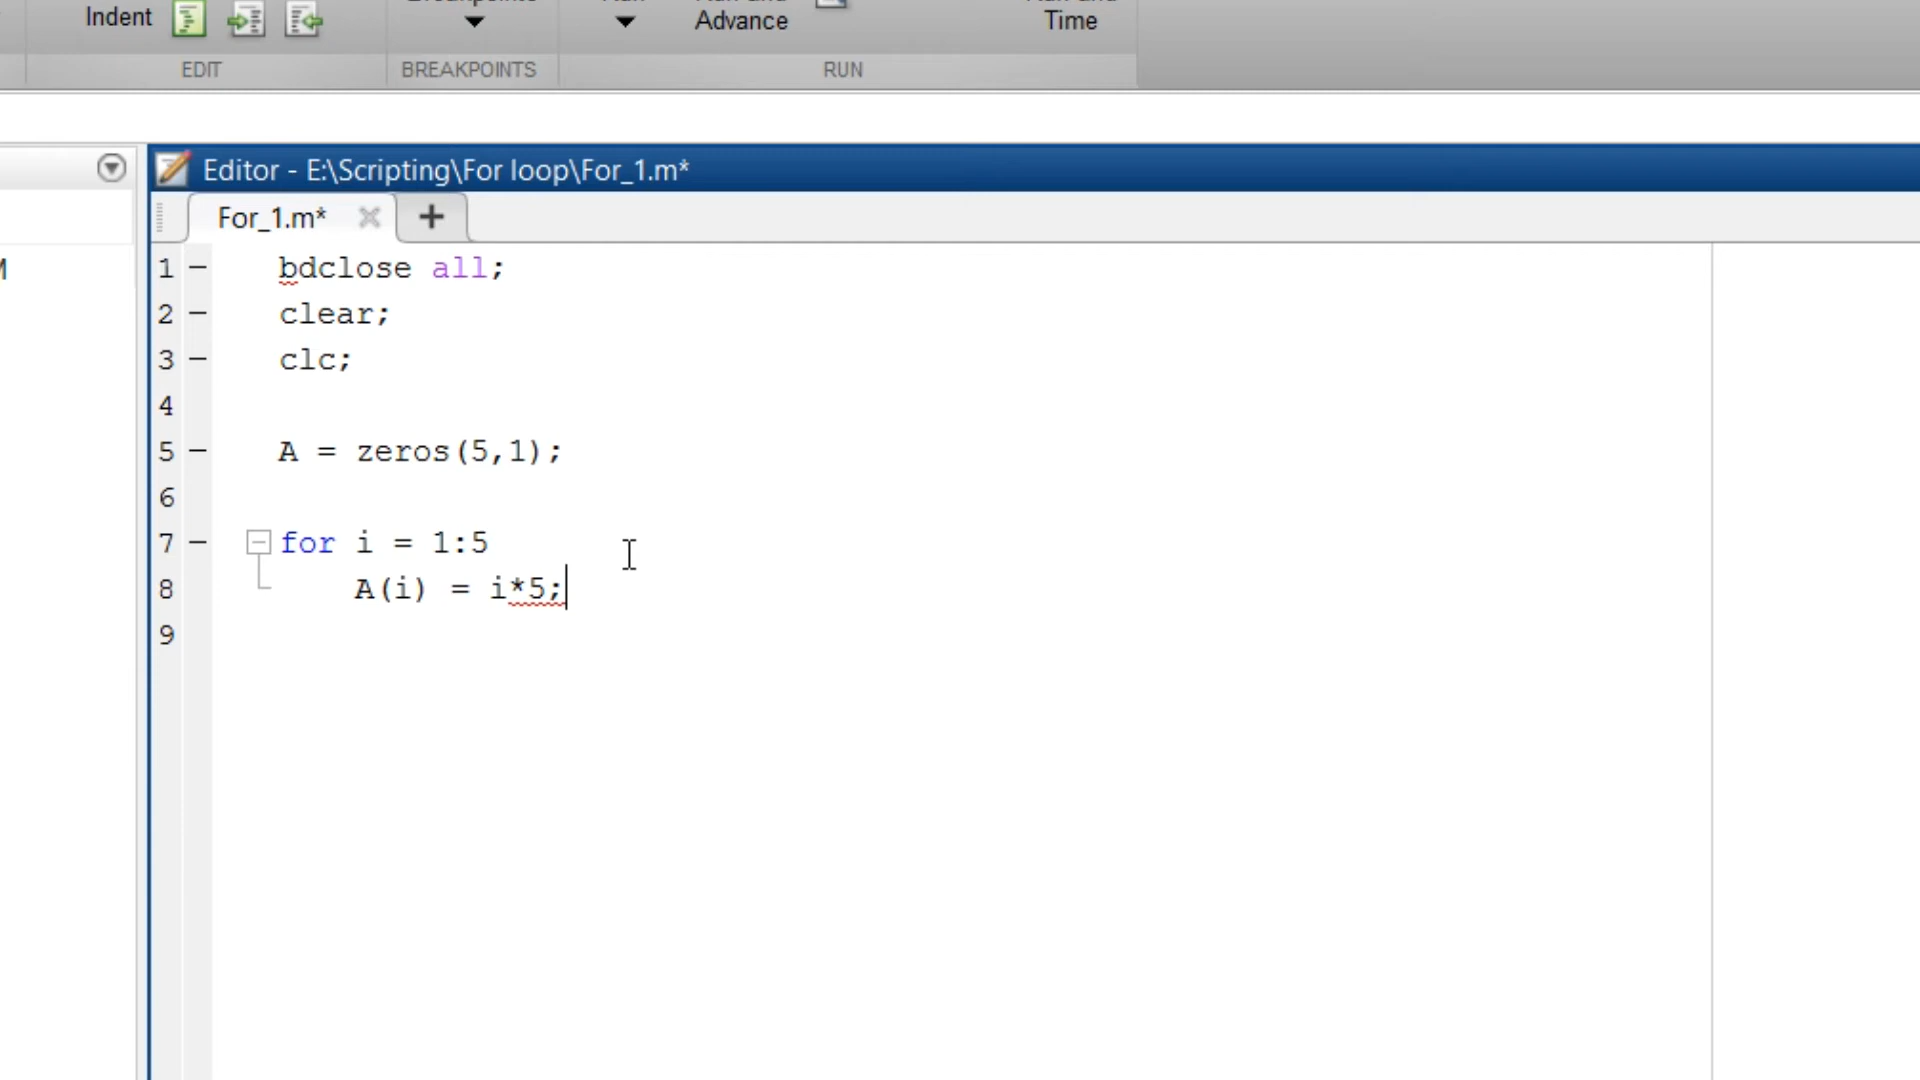 Indent
Advance
Time
EDIT
BREAKPOINTS
RUN
Editor - E:\Scripting\For loop\For_1.m*
For_1.m*
1 bdclose all;
2 clear;
3 clc;
4
5 A = zeros(5,1);
6
7 for i = 1:5
8 A(i) = i*5;
9